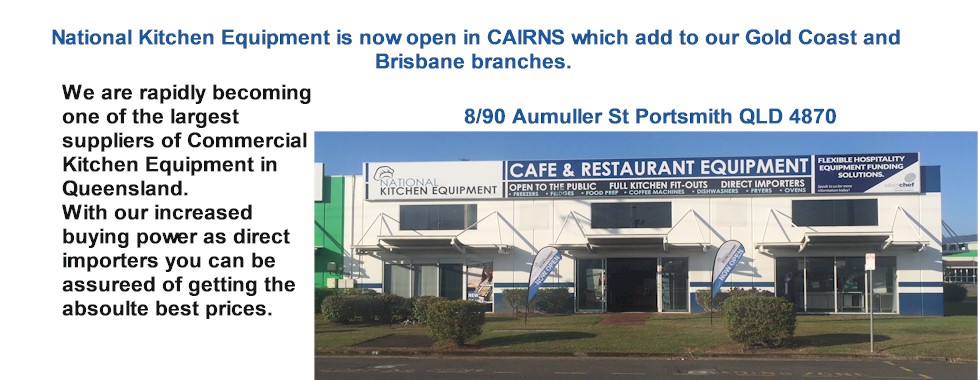 National Kitchen Equipment is now open in CAIRNS which add to our Gold Coast and
Brisbane branches.
We are rapidly becoming
one of the largest
suppliers of Commercial
Kitchen Equipment in
Queensland.
With our increased
buying power as direct
importers you can be
assureed of getting the
absoulte best prices.
8/90 Aumuller St Portsmith QLD 4870
NATIONAL
KITCHEN EQUIPMENT
CAFE & RESTAURANT EQUIPMENT
OPEN TO THE PUBLIC FULL KITCHEN FIT-OUTS DIRECT IMPORTERS
• FREEZERS • FRIDGES • FOOD PREP • COFFEE MACHINES • DISHWASHERS • FRYERS • OVENS
FLEXIBLE HOSPITALITY
EQUIPMENT FUNDING
SOLUTIONS.
chef
NOW OPEN
NOW OPEN
NEW